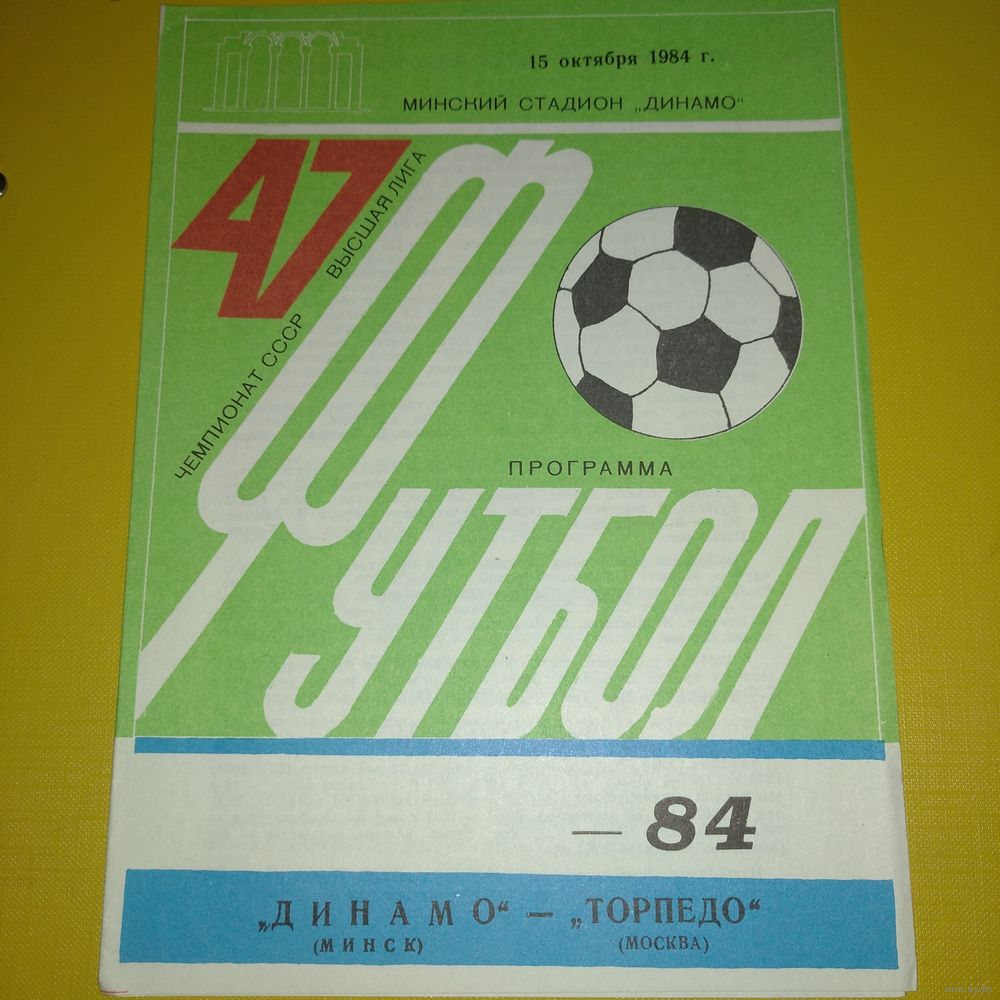 15 октября 1984 г.
МИНСКИЙ СТАДИОН „ДИНАМО“
47
ЧЕМПИОНАТ СССР ВЫСШАЯ ЛИГА
ПРОГРАММА
ФУТБОЛ
— 84
„ДИНАМО“ — „ТОРПЕДО“
(МИНСК) (МОСКВА)